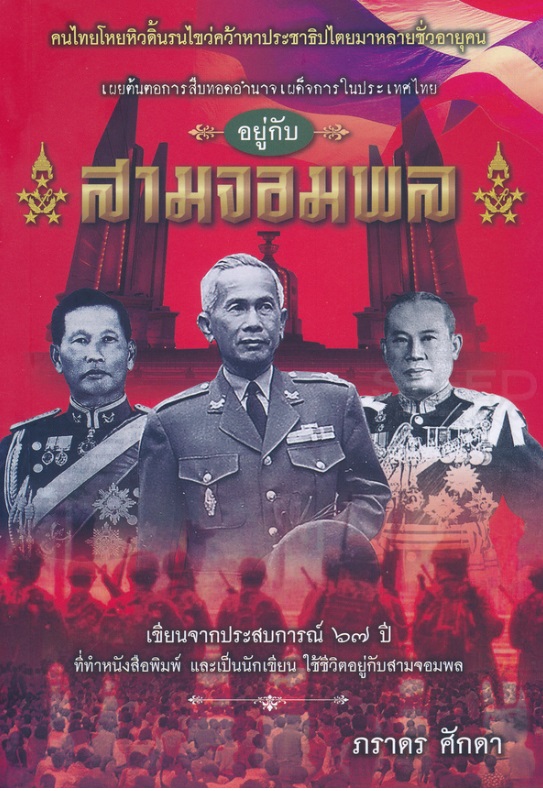 คนไทยโหยหิวดิ้นรนไขว่คว้าหาประชาธิปไตยมาหลายชั่วอายุคน
เผยต้นตอการสืบทอดอำนาจเผด็จการในประเทศไทย
อยู่กับ
สามจอมพล
เขียนจากประสบการณ์ ๖๗ ปี
ที่ทำหนังสือพิมพ์ และเป็นนักเขียน ใช้ชีวิตอยู่กับสามจอมพล
ภราดร ศักดา